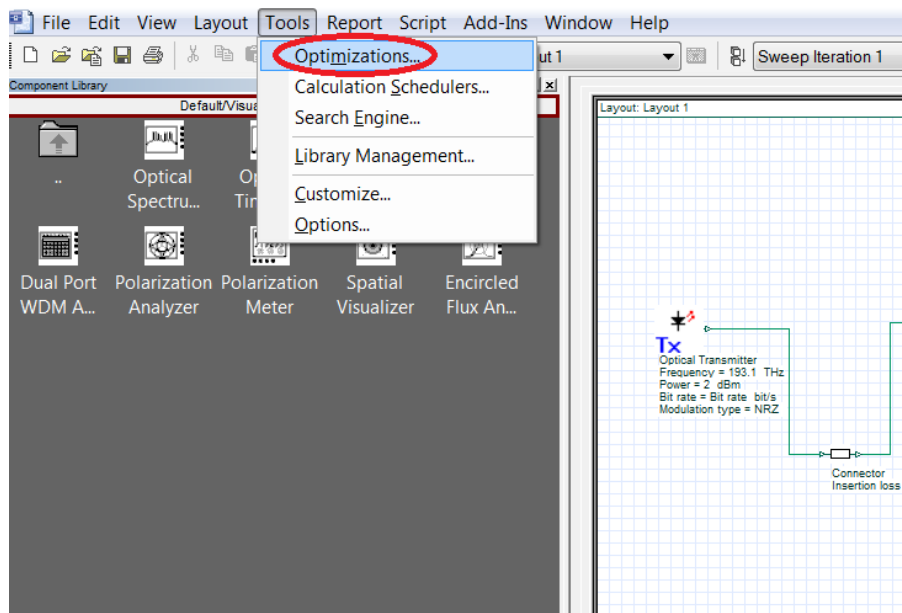 File Edit View Layout Tools Report Script Add-Ins Window Help
Optimizations... ut 1 Sweep Iteration 1
Component Library
Calculation Schedulers...
Default/Visua
Layout: Layout 1
Search Engine...
Library Management...
.. Optical
Spectru... Tin
Customize...
Options...
Dual Port Polarization Polarization Spatial Encircled
WDM A... Analyzer Meter Visualizer Flux An...
Tx
Optical Transmitter
Frequency = 193.1 THz
Power = 2 dBm
Bit rate = Bit rate bit/s
Modulation type = NRZ
Connector
Insertion loss